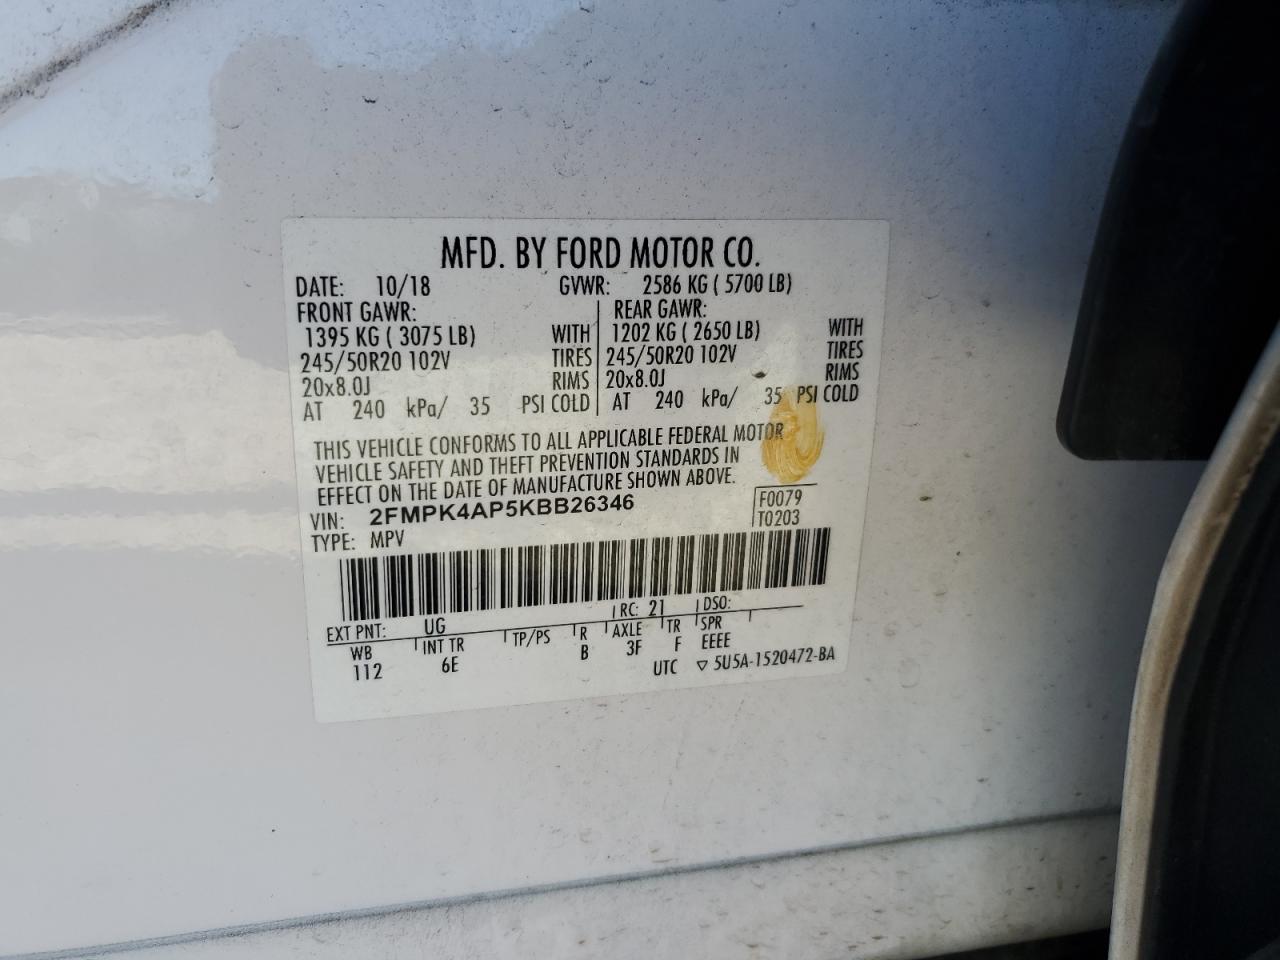 MFD. BY FORD MOTOR CO.
DATE: 10/18 GVWR: 2586 KG ( 5700 LB)
FRONT GAWR: REAR GAWR:
1395 KG ( 3075 LB) WITH 1202 KG ( 2650 LB) WITH
245/50R20 102V TIRES 245/50R20 102V TIRES
20x8.0J RIMS 20x8.0J RIMS
AT 240 kPa/ 35 PSI COLD AT 240 kPa/ 35 PSI COLD
THIS VEHICLE CONFORMS TO ALL APPLICABLE FEDERAL MOTOR
VEHICLE SAFETY AND THEFT PREVENTION STANDARDS IN
EFFECT ON THE DATE OF MANUFACTURE SHOWN ABOVE.
VIN: 2FMPK4AP5KBB26346 F0079
TYPE: MPV T0203
EXT PNT: UG RC: 21 DSO:
WB INT TR TP/PS R AXLE TR SPR
112 6E B 3F F EEEE
UTC ▽ 5U5A-1520472-BA